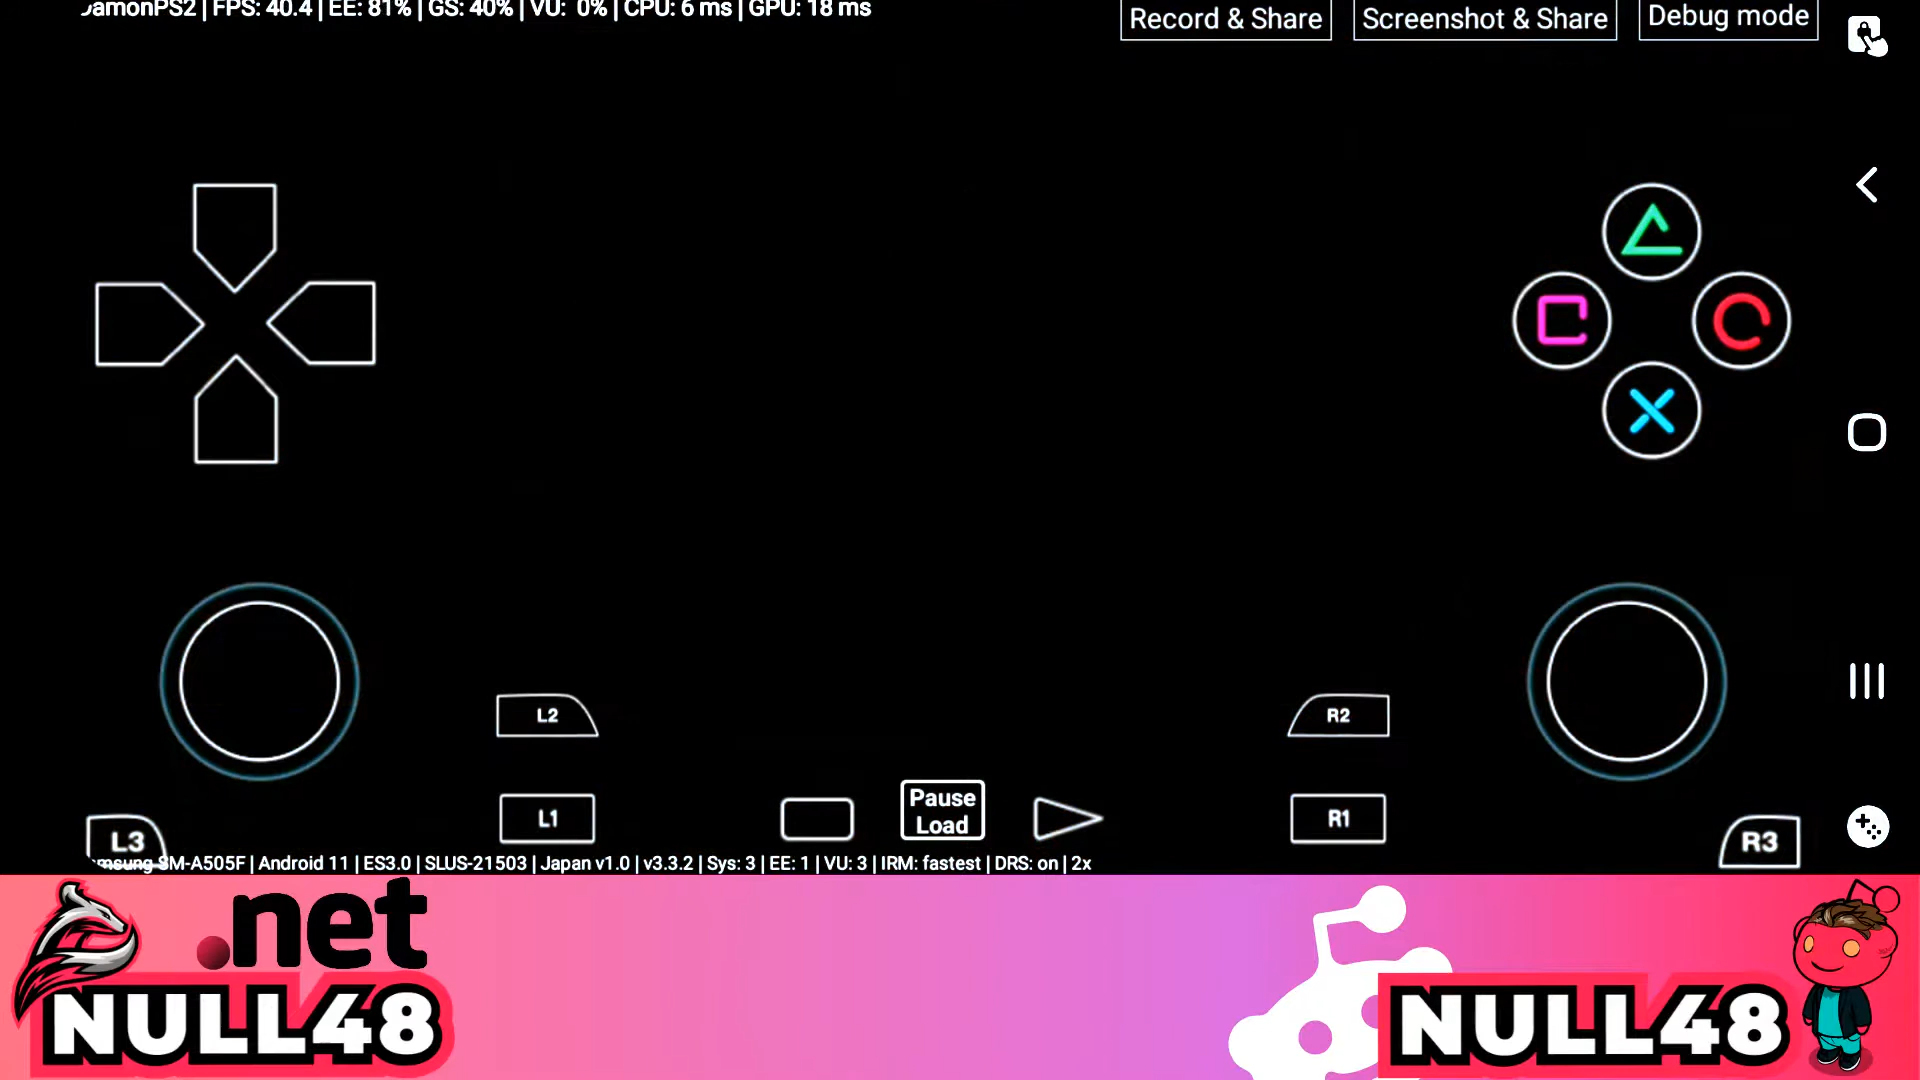 DamonPS2 | FPS: 40.4 | EE: 81% | GS: 40% | VU: 0% | CPU: 6 ms | GPU: 18 ms
Record & Share
Screenshot & Share
Debug mode
L2
R2
L1
Pause
Load
R1
L3
R3
msung SM-A505F | Android 11 | ES3.0 | SLUS-21503 | Japan v1.0 | v3.3.2 | Sys: 3 | EE: 1 | VU: 3 | IRM: fastest | DRS: on | 2x
.net
NULL48
NULL48